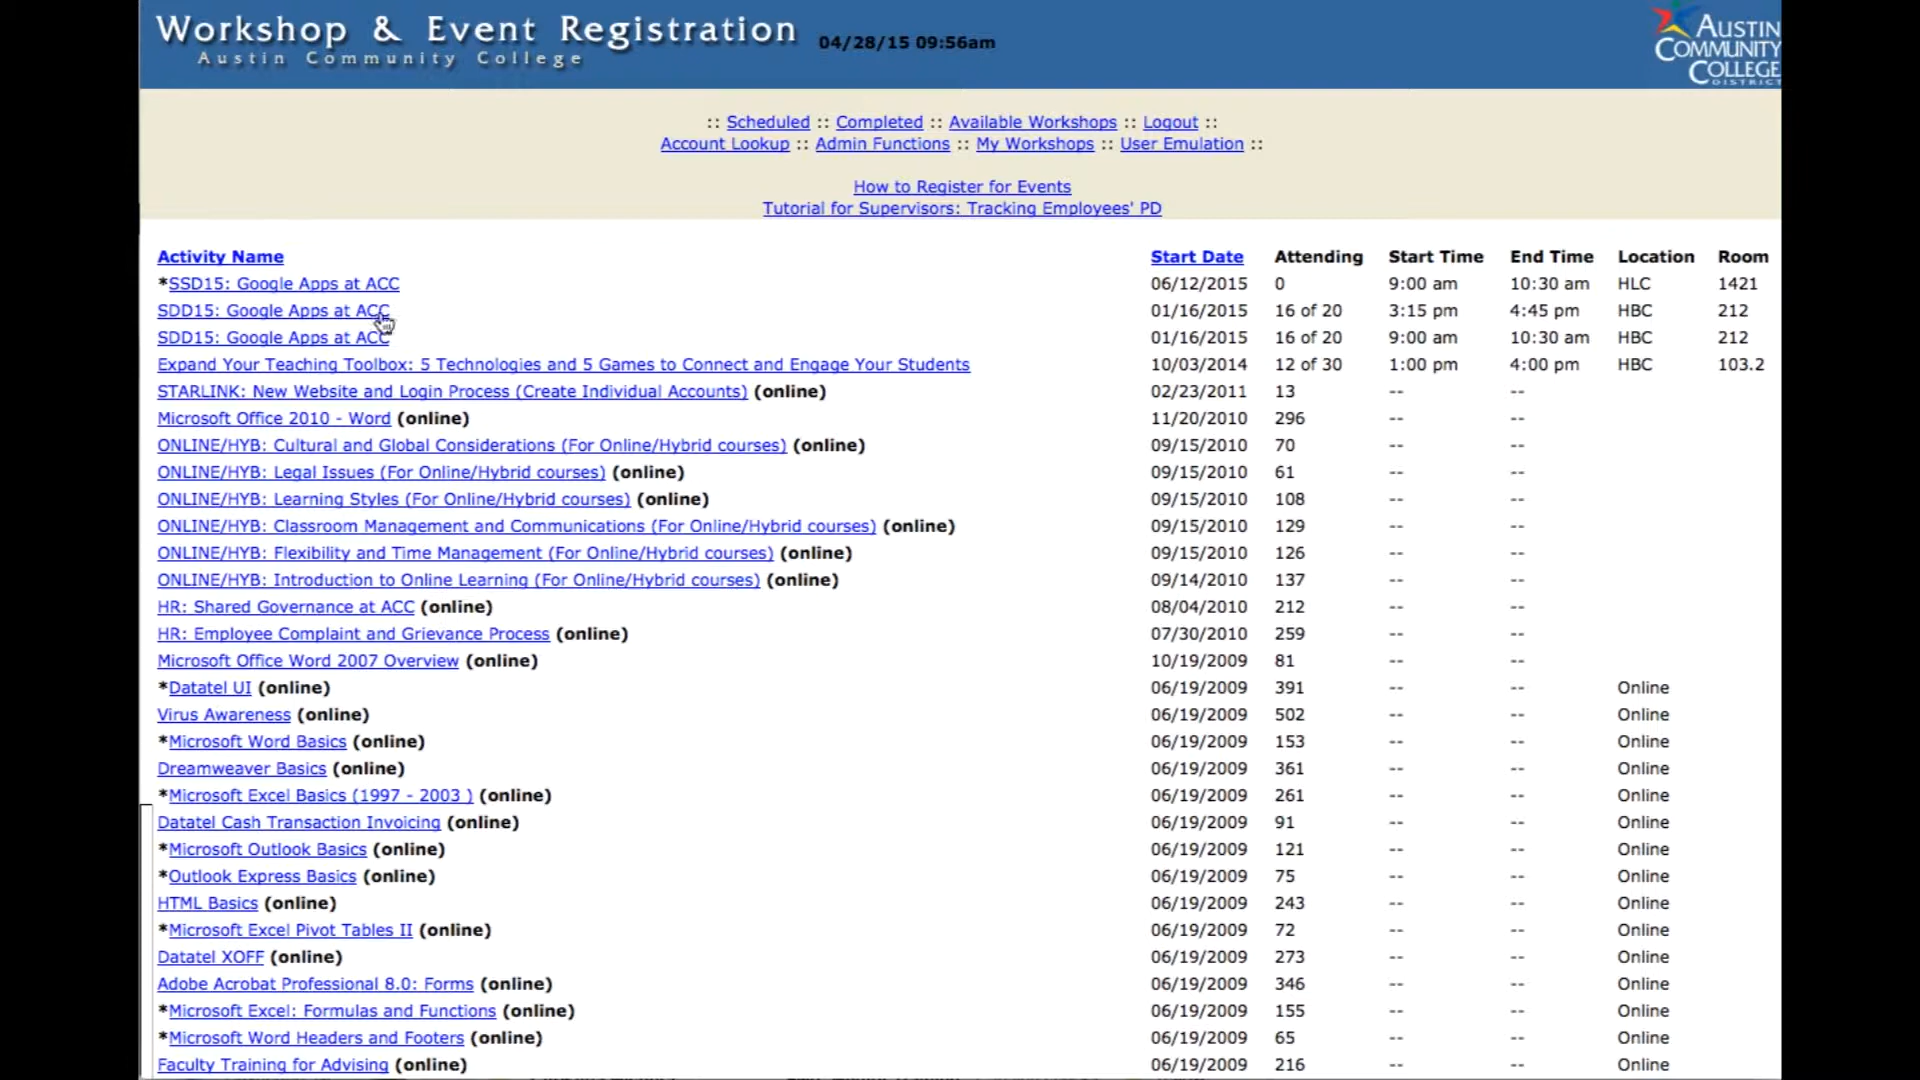 Workshop & Event Registration 04/28/15 09:56am
Austin Community College
AUSTIN
COMMUNITY
COLLEGE
DISTRICT
:: Scheduled :: Completed :: Available Workshops :: Logout ::
Account Lookup :: Admin Functions :: My Workshops :: User Emulation ::
How to Register for Events
Tutorial for Supervisors: Tracking Employees' PD
Activity Name Start Date Attending Start Time End Time Location Room
*SSD15: Google Apps at ACC 06/12/2015 0 9:00 am 10:30 am HLC 1421
SDD15: Google Apps at ACC 01/16/2015 16 of 20 3:15 pm 4:45 pm HBC 212
SDD15: Google Apps at ACC 01/16/2015 16 of 20 9:00 am 10:30 am HBC 212
Expand Your Teaching Toolbox: 5 Technologies and 5 Games to Connect and Engage Your Students 10/03/2014 12 of 30 1:00 pm 4:00 pm HBC 103.2
STARLINK: New Website and Login Process (Create Individual Accounts) (online) 02/23/2011 13 -- --
Microsoft Office 2010 - Word (online) 11/20/2010 296 -- --
ONLINE/HYB: Cultural and Global Considerations (For Online/Hybrid courses) (online) 09/15/2010 70 -- --
ONLINE/HYB: Legal Issues (For Online/Hybrid courses) (online) 09/15/2010 61 -- --
ONLINE/HYB: Learning Styles (For Online/Hybrid courses) (online) 09/15/2010 108 -- --
ONLINE/HYB: Classroom Management and Communications (For Online/Hybrid courses) (online) 09/15/2010 129 -- --
ONLINE/HYB: Flexibility and Time Management (For Online/Hybrid courses) (online) 09/15/2010 126 -- --
ONLINE/HYB: Introduction to Online Learning (For Online/Hybrid courses) (online) 09/14/2010 137 -- --
HR: Shared Governance at ACC (online) 08/04/2010 212 -- --
HR: Employee Complaint and Grievance Process (online) 07/30/2010 259 -- --
Microsoft Office Word 2007 Overview (online) 10/19/2009 81 -- --
*Datatel UI (online) 06/19/2009 391 -- -- Online
Virus Awareness (online) 06/19/2009 502 -- -- Online
*Microsoft Word Basics (online) 06/19/2009 153 -- -- Online
Dreamweaver Basics (online) 06/19/2009 361 -- -- Online
*Microsoft Excel Basics (1997 - 2003 ) (online) 06/19/2009 261 -- -- Online
Datatel Cash Transaction Invoicing (online) 06/19/2009 91 -- -- Online
*Microsoft Outlook Basics (online) 06/19/2009 121 -- -- Online
*Outlook Express Basics (online) 06/19/2009 75 -- -- Online
HTML Basics (online) 06/19/2009 243 -- -- Online
*Microsoft Excel Pivot Tables II (online) 06/19/2009 72 -- -- Online
Datatel XOFF (online) 06/19/2009 273 -- -- Online
Adobe Acrobat Professional 8.0: Forms (online) 06/19/2009 346 -- -- Online
*Microsoft Excel: Formulas and Functions (online) 06/19/2009 155 -- -- Online
*Microsoft Word Headers and Footers (online) 06/19/2009 65 -- -- Online
Faculty Training for Advising (online) 06/19/2009 216 -- -- Online